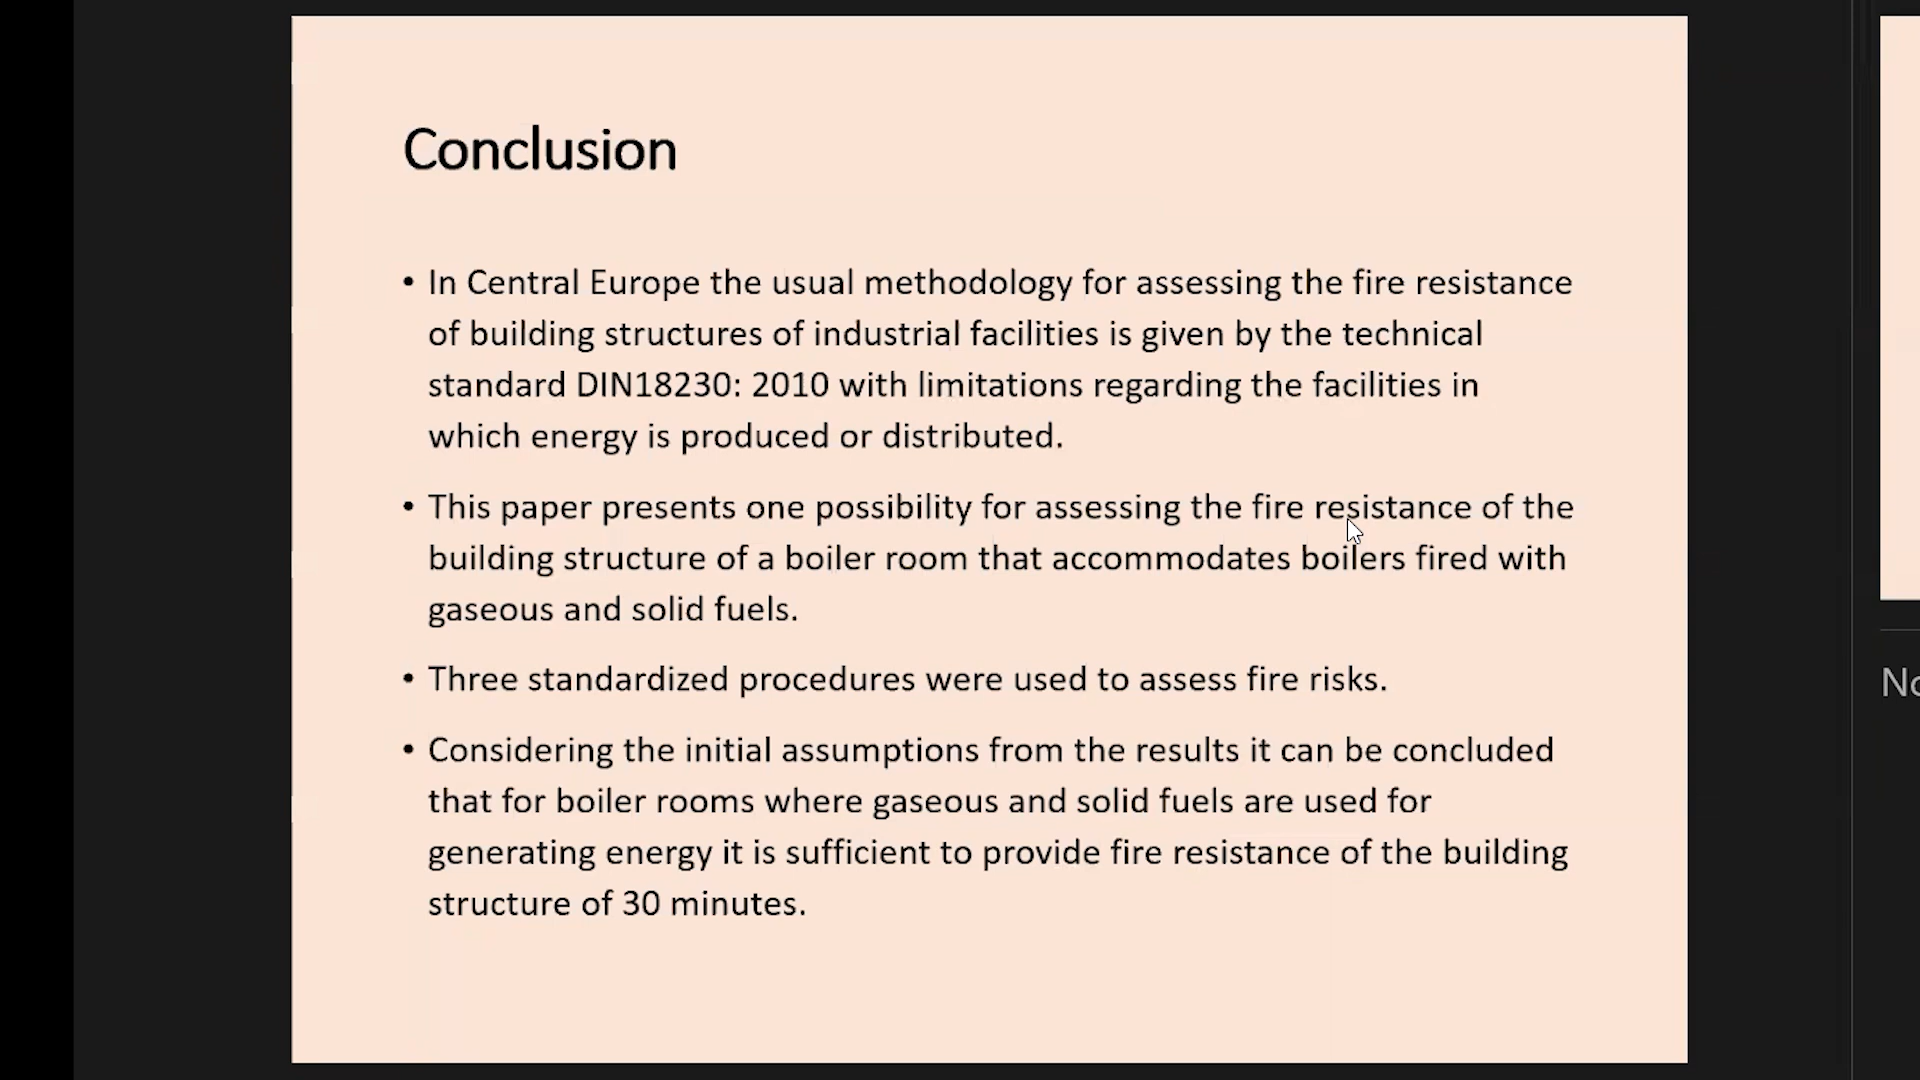 Conclusion
• In Central Europe the usual methodology for assessing the fire resistance
of building structures of industrial facilities is given by the technical
standard DIN18230: 2010 with limitations regarding the facilities in
which energy is produced or distributed.
• This paper presents one possibility for assessing the fire resistance of the
building structure of a boiler room that accommodates boilers fired with
gaseous and solid fuels.
• Three standardized procedures were used to assess fire risks.
• Considering the initial assumptions from the results it can be concluded
that for boiler rooms where gaseous and solid fuels are used for
generating energy it is sufficient to provide fire resistance of the building
structure of 30 minutes.